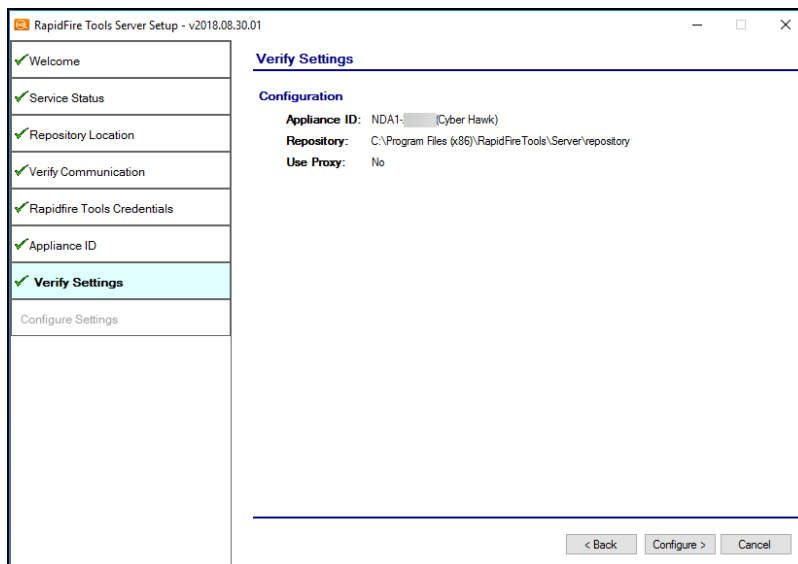 RapidFire Tools Server Setup - v2018.08.30.01
Welcome
Service Status
Repository Location
Verify Communication
Rapidfire Tools Credentials
Appliance ID
Verify Settings
Configure Settings
Verify Settings
Configuration
Appliance ID: NDA1- (Cyber Hawk)
Repository: C:\Program Files (x86)\RapidFireTools\Server\repository
Use Proxy: No
< Back Configure > Cancel